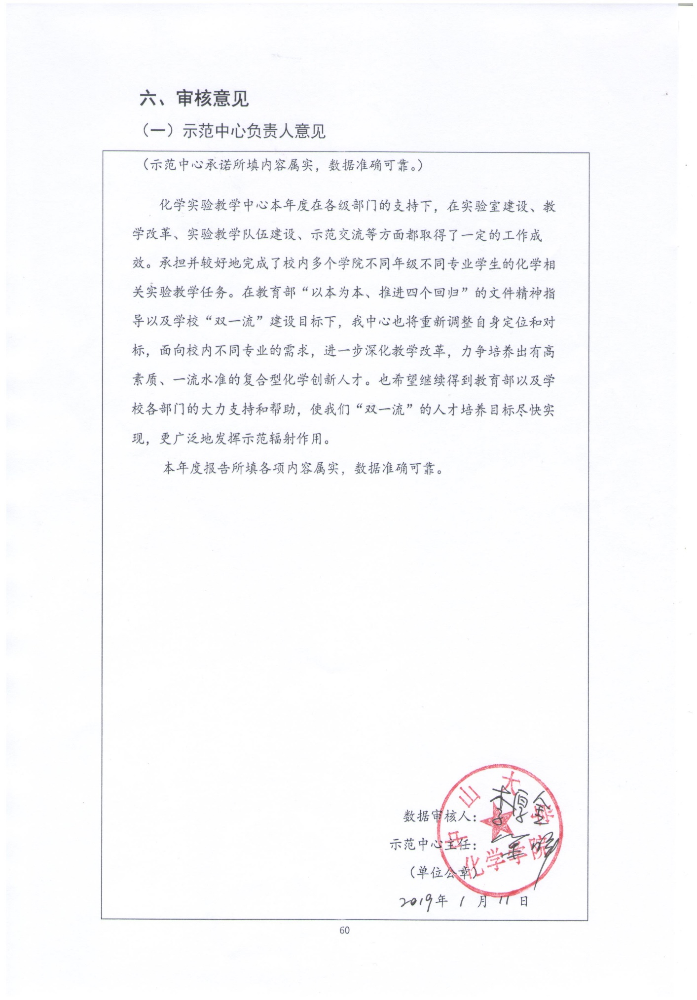 六、审核意见
（一）示范中心负责人意见
（示范中心承诺所填内容属实，数据准确可靠。）
化学实验教学中心本年度在各级部门的支持下，在实验室建设、教
学改革、实验教学队伍建设、示范交流等方面都取得了一定的工作成
效。承担并较好地完成了校内多个学院不同年级不同专业学生的化学相
关实验教学任务。在教育部“以本为本、推进四个回归”的文件精神指
导以及学校“双一流”建设目标下，我中心也将重新调整自身定位和对
标，面向校内不同专业的需求，进一步深化教学改革，力争培养出有高
素质、一流水准的复合型化学创新人才。也希望继续得到教育部以及学
校各部门的大力支持和帮助，使我们“双一流”的人才培养目标尽快实
现，更广泛地发挥示范辐射作用。
本年度报告所填各项内容属实，数据准确可靠。
中山大学
化学学院
数据审核人：李厚金
示范中心主任：
（单位公章）
2019年 1 月 11 日
60